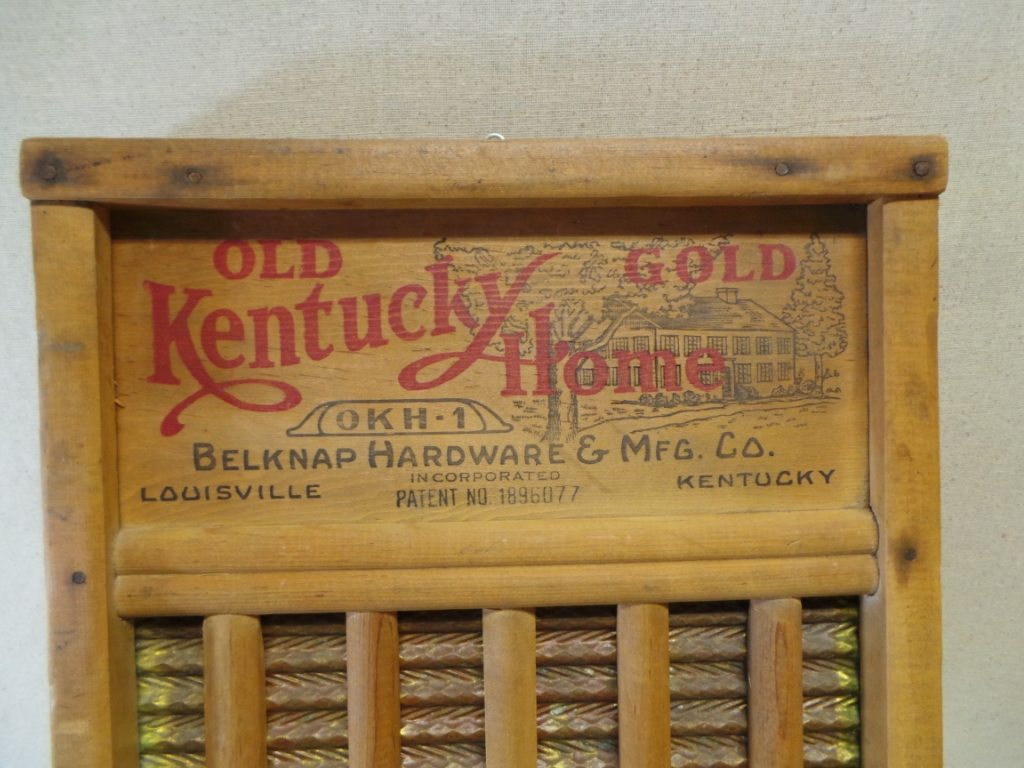 OLD GOLD
Kentucky
Home
OKH-1
BELKNAP HARDWARE & MFG. CO.
INCORPORATED
LOUISVILLE KENTUCKY
PATENT NO. 1896077